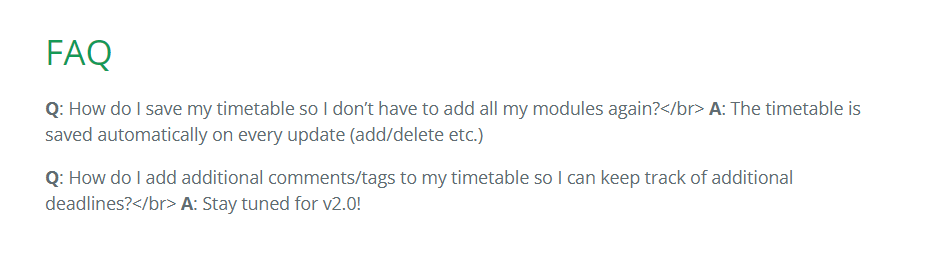 FAQ
Q: How do I save my timetable so I don’t have to add all my modules again?</br> A: The timetable is
saved automatically on every update (add/delete etc.)
Q: How do I add additional comments/tags to my timetable so I can keep track of additional
deadlines?</br> A: Stay tuned for v2.0!